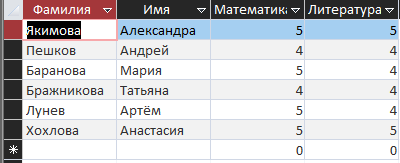 Фамилия Имя Математика Литература
Якимова Александра 5 5
Пешков Андрей 4 4
Баранова Мария 5 4
Бражникова Татьяна 4 4
Лунев Артём 5 4
Хохлова Анастасия 5 5
0 0